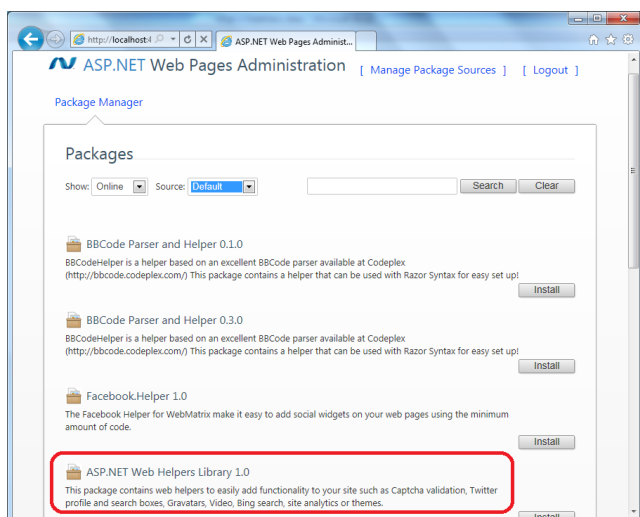 http://localhost:4
ASP.NET Web Pages Administ...
ASP.NET Web Pages Administration [ Manage Package Sources ] [ Logout ]
Package Manager
Packages
Show: Online Source: Default Search Clear
BBCode Parser and Helper 0.1.0
BBCodeHelper is a helper based on an excellent BBCode parser available at Codeplex
(http://bbcode.codeplex.com/) This package contains a helper that can be used with Razor Syntax for easy set up!
Install
BBCode Parser and Helper 0.3.0
BBCodeHelper is a helper based on an excellent BBCode parser available at Codeplex
(http://bbcode.codeplex.com/) This package contains a helper that can be used with Razor Syntax for easy set up!
Install
Facebook.Helper 1.0
The Facebook Helper for WebMatrix make it easy to add social widgets on your web pages using the minimum
amount of code.
Install
ASP.NET Web Helpers Library 1.0
This package contains web helpers to easily add functionality to your site such as Captcha validation, Twitter
profile and search boxes, Gravatars, Video, Bing search, site analytics or themes.
Install